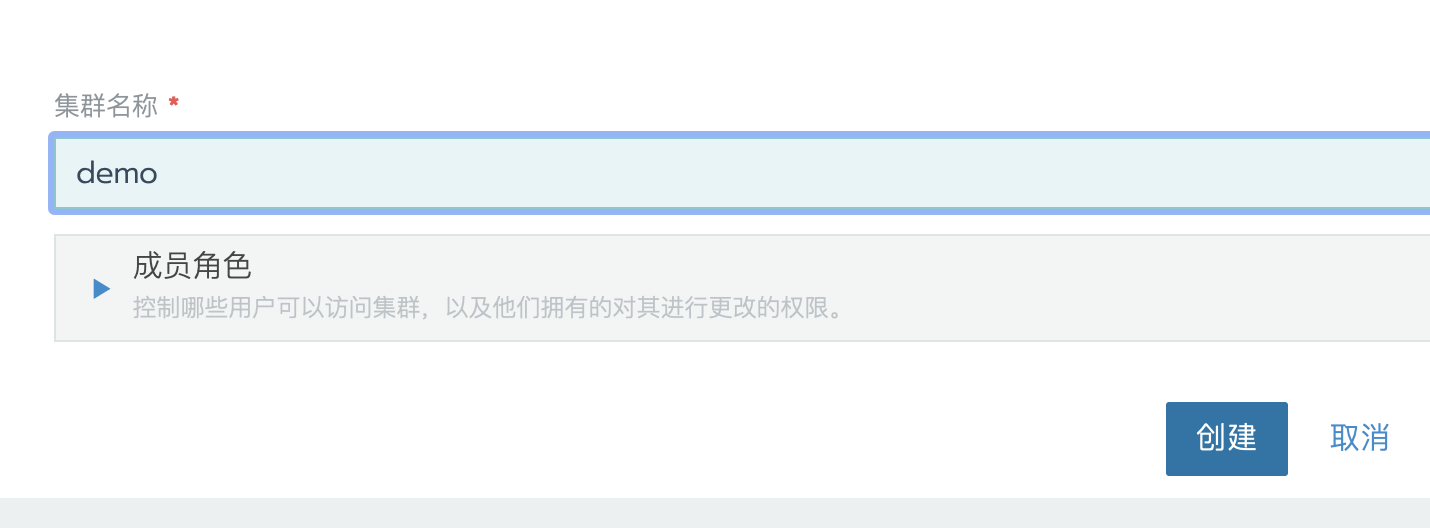 集群名称 *
demo
成员角色
控制哪些用户可以访问集群，以及他们拥有的对其进行更改的权限。
创建 取消